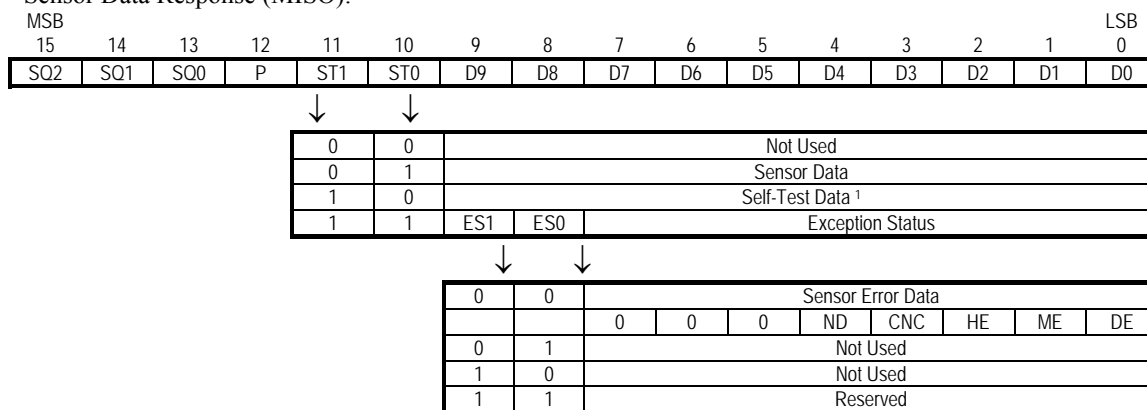 Sensor Data Response (MISO):
MSB LSB
15 14 13 12 11 10 9 8 7 6 5 4 3 2 1 0
SQ2 SQ1 SQ0 P ST1 ST0 D9 D8 D7 D6 D5 D4 D3 D2 D1 D0
↓ ↓
0 0 Not Used
0 1 Sensor Data
1 0 Self-Test Data 1
1 1 ES1 ES0 Exception Status
↓ ↓
0 0 Sensor Error Data
0 0 0 ND CNC HE ME DE
0 1 Not Used
1 0 Not Used
1 1 Reserved